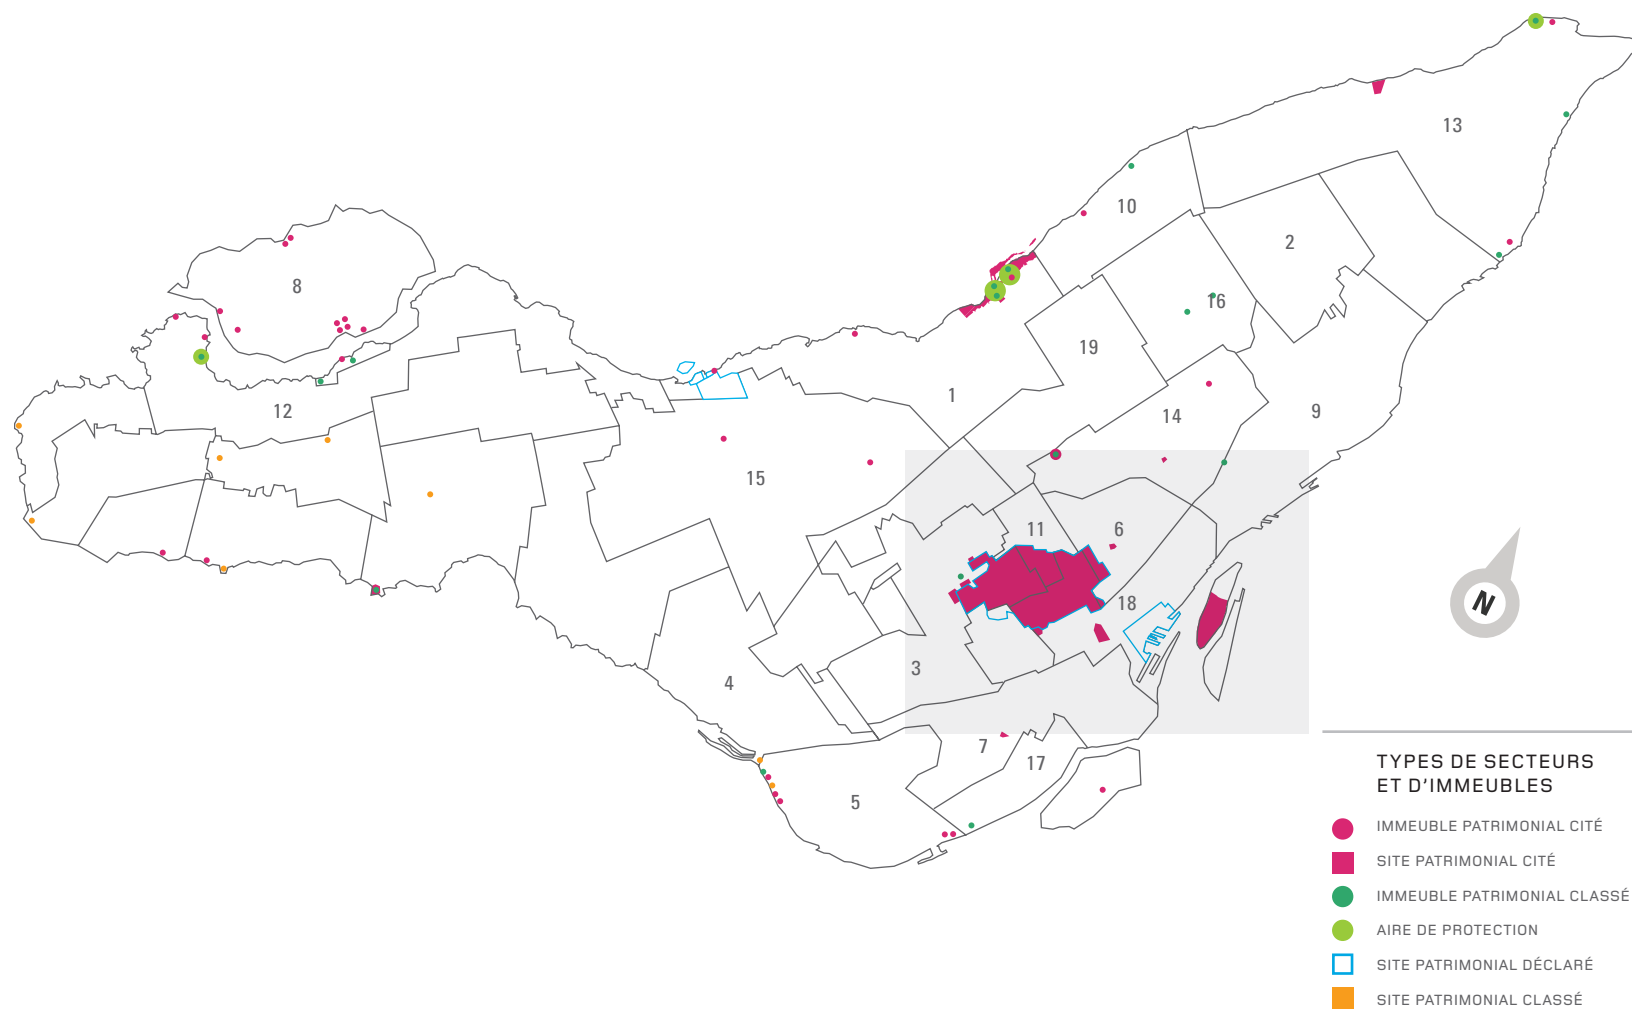 13
10
2
8
16
19
1
12
14
9
15
11
6
18
3
4
7
17
5
N
TYPES DE SECTEURS
ET D'IMMEUBLES
IMMEUBLE PATRIMONIAL CITÉ
SITE PATRIMONIAL CITÉ
IMMEUBLE PATRIMONIAL CLASSÉ
AIRE DE PROTECTION
SITE PATRIMONIAL DÉCLARÉ
SITE PATRIMONIAL CLASSÉ